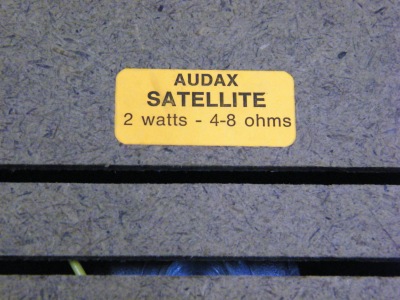 AUDAX
SATELLITE
2 watts - 4-8 ohms